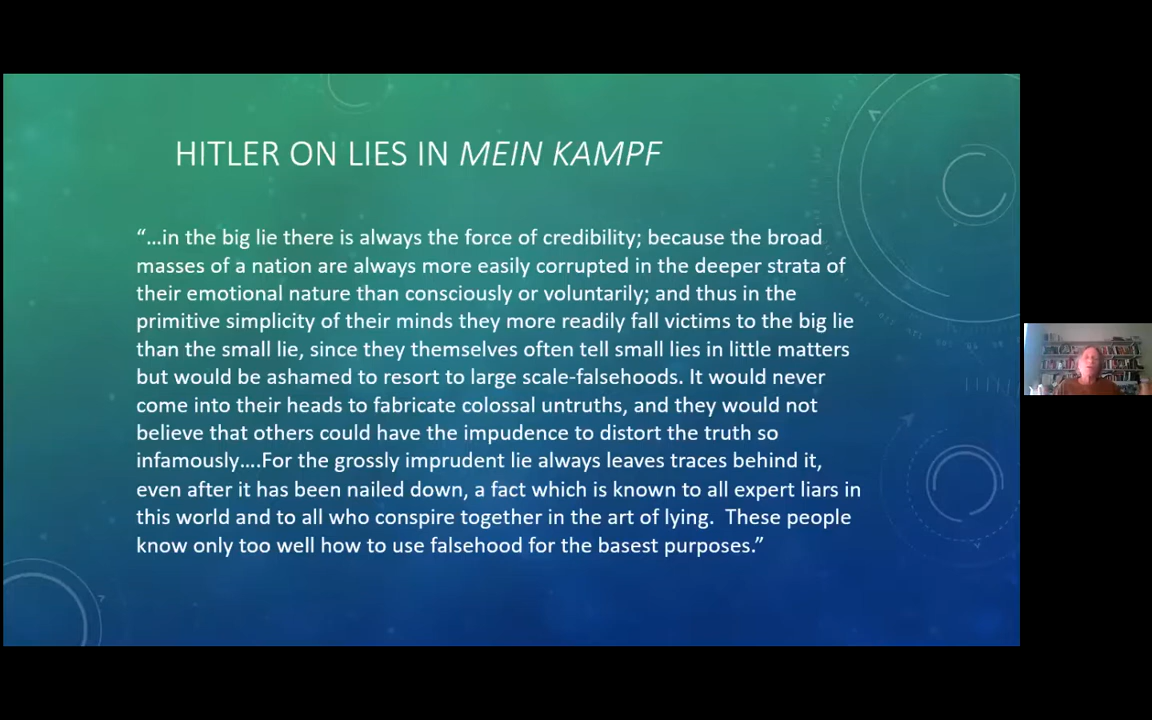 HITLER ON LIES IN MEIN KAMPF
“...in the big lie there is always the force of credibility; because the broad
masses of a nation are always more easily corrupted in the deeper strata of
their emotional nature than consciously or voluntarily; and thus in the
primitive simplicity of their minds they more readily fall victims to the big lie
than the small lie, since they themselves often tell small lies in little matters
but would be ashamed to resort to large scale-falsehoods. It would never
come into their heads to fabricate colossal untruths, and they would not
believe that others could have the impudence to distort the truth so
infamously....For the grossly imprudent lie always leaves traces behind it,
even after it has been nailed down, a fact which is known to all expert liars in
this world and to all who conspire together in the art of lying.  These people
know only too well how to use falsehood for the basest purposes.”